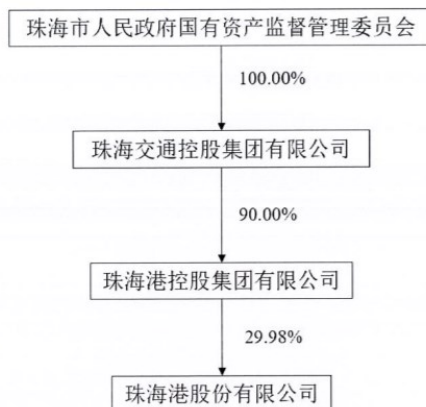 珠海市人民政府国有资产监督管理委员会
100.00%
珠海交通控股集团有限公司
90.00%
珠海港控股集团有限公司
29.98%
珠海港股份有限公司